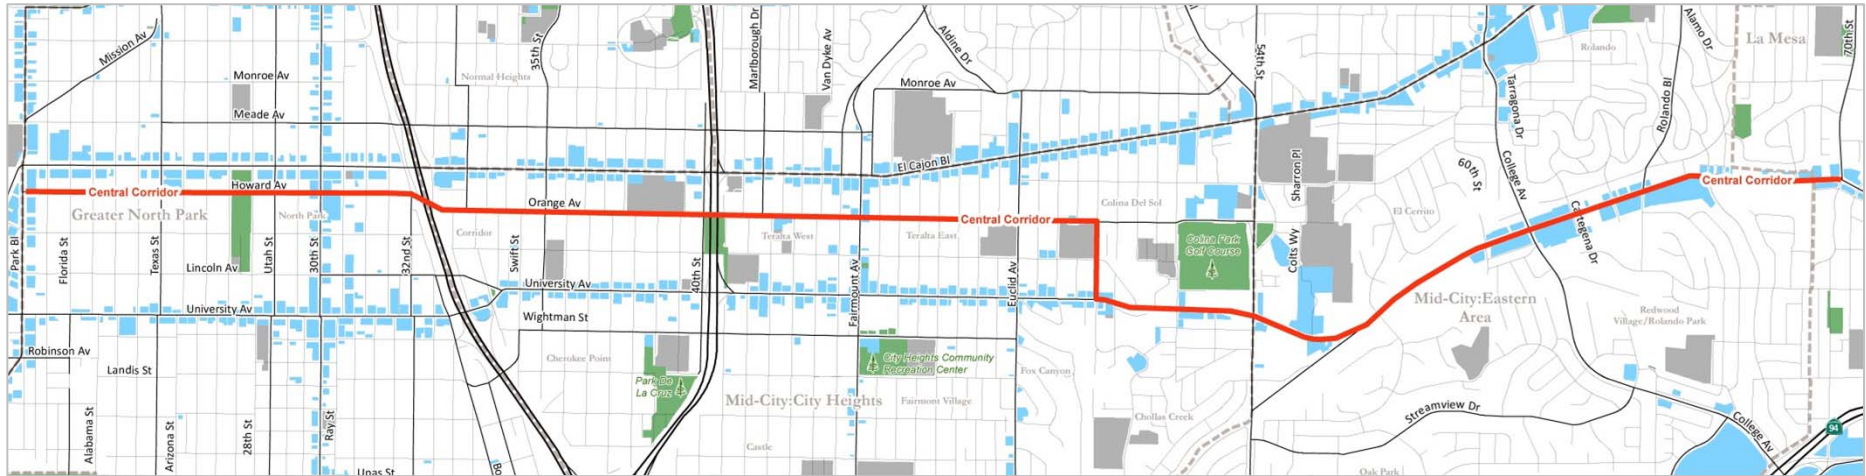 Mission Av
Monroe Av
Meade Av
35th St
Normal Heights
Marlborough Dr
Van Dyke Av
Aldine Dr
Monroe Av
54th St
Tarragona Dr
Rolando
Alamo Dr
La Mesa
70th St
Rolando Bl
El Cajon Bl
Sharron Pl
60th St
College Av
Central Corridor
Howard Av
Greater North Park
North Park
Orange Av
Central Corridor
Colina Del Sol
El Cerrito
Central Corridor
Park Bl
Florida St
Texas St
Lincoln Av
Utah St
30th St
32nd St
Corridor
Swift St
40th St
Teralta West
Fairmount Av
Teralta East
Euclid Av
Colina Park
Golf Course
Colts Wy
Cartegena Dr
University Av
University Av
Wightman St
Mid-City:Eastern
Area
Redwood
Village/Rolando Park
Robinson Av
Landis St
Cherokee Point
Park De
La Cruz
City Heights Community
Recreation Center
Fox Canyon
Mid-City:City Heights
Fairmont Village
Chollas Creek
Streamview Dr
College Av
94
Alabama St
Arizona St
28th St
Ray St
Castle
Upas St
Oak Park